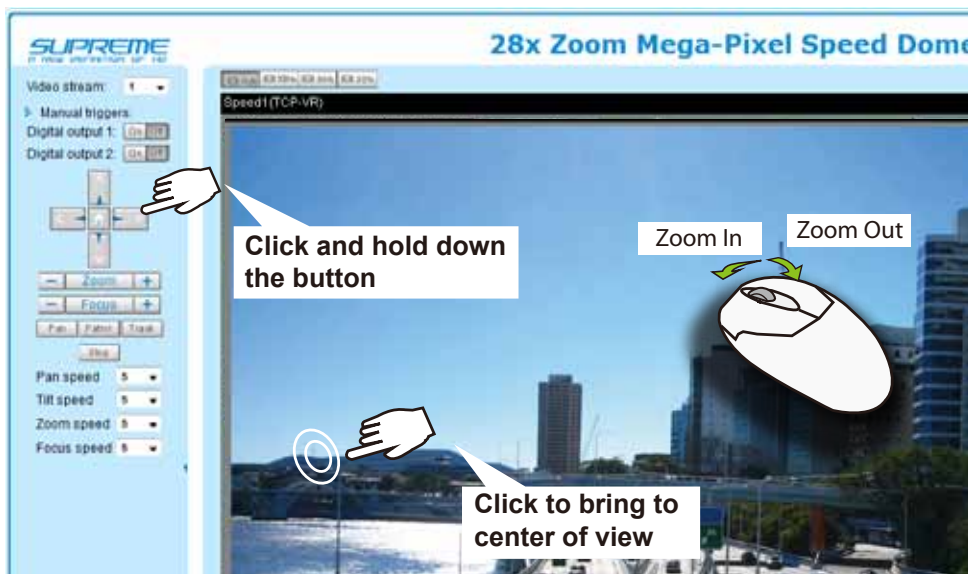 SUPREME
28x Zoom Mega-Pixel Speed Dome
Video stream: 1
Manual triggers:
Digital output 1: On Off
Digital output 2: On Off
Speed1(TCP-VR)
Click and hold down
the button
Zoom In
Zoom Out
− Zoom +
− Focus +
Pan Patrol Track
Stop
Pan speed 5
Tilt speed 5
Zoom speed 5
Focus speed 5
Click to bring to
center of view